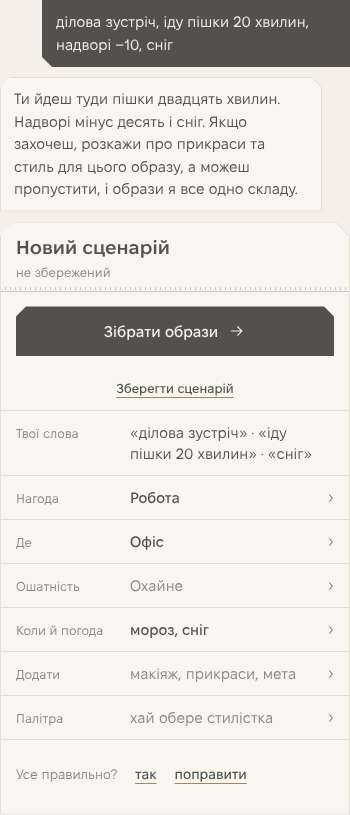 ділова зустріч, іду пішки 20 хвилин,
надворі −10, сніг
Ти йдеш туди пішки двадцять хвилин.
Надворі мінус десять і сніг. Якщо
захочеш, розкажи про прикраси та
стиль для цього образу, а можеш
пропустити, і образи я все одно складу.
Новий сценарій
не збережений
Зібрати образи →
Зберегти сценарій
Твої слова «ділова зустріч» · «іду
пішки 20 хвилин» · «сніг»
Нагода Робота ›
Де Офіс ›
Ошатність Охайне ›
Коли й погода мороз, сніг ›
Додати макіяж, прикраси, мета ›
Палітра хай обере стилістка ›
Усе правильно? так поправити